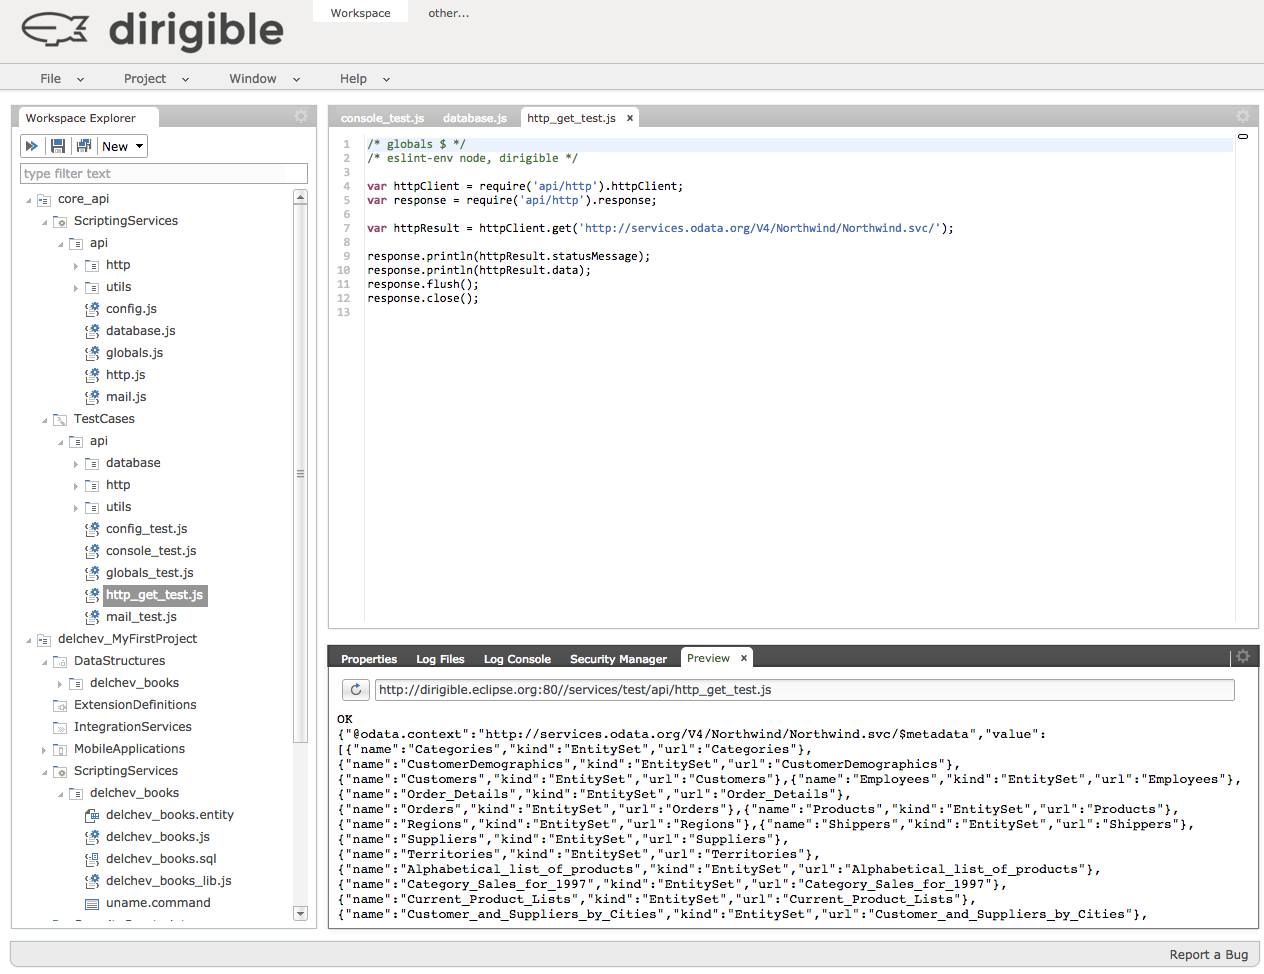 dirigible
Workspace
other...
File
Project
Window
Help
Workspace Explorer
New
type filter text
core_api
ScriptingServices
api
http
utils
config.js
database.js
globals.js
http.js
mail.js
TestCases
api
database
http
utils
config_test.js
console_test.js
globals_test.js
http_get_test.js
mail_test.js
delchev_MyFirstProject
DataStructures
delchev_books
ExtensionDefinitions
IntegrationServices
MobileApplications
ScriptingServices
delchev_books
delchev_books.entity
delchev_books.js
delchev_books.sql
delchev_books_lib.js
uname.command
console_test.js database.js http_get_test.js x
1 /* globals $ */
2 /* eslint-env node, dirigible */
3
4 var httpClient = require('api/http').httpClient;
5 var response = require('api/http').response;
6
7 var httpResult = httpClient.get('http://services.odata.org/V4/Northwind/Northwind.svc/');
8
9 response.println(httpResult.statusMessage);
10 response.println(httpResult.data);
11 response.flush();
12 response.close();
13
Properties Log Files Log Console Security Manager Preview x
http://dirigible.eclipse.org:80//services/test/api/http_get_test.js
OK
{"@odata.context":"http://services.odata.org/V4/Northwind/Northwind.svc/$metadata","value":
[{"name":"Categories","kind":"EntitySet","url":"Categories"},
{"name":"CustomerDemographics","kind":"EntitySet","url":"CustomerDemographics"},
{"name":"Customers","kind":"EntitySet","url":"Customers"},{"name":"Employees","kind":"EntitySet","url":"Employees"},
{"name":"Order_Details","kind":"EntitySet","url":"Order_Details"},
{"name":"Orders","kind":"EntitySet","url":"Orders"},{"name":"Products","kind":"EntitySet","url":"Products"},
{"name":"Regions","kind":"EntitySet","url":"Regions"},{"name":"Shippers","kind":"EntitySet","url":"Shippers"},
{"name":"Suppliers","kind":"EntitySet","url":"Suppliers"},
{"name":"Territories","kind":"EntitySet","url":"Territories"},
{"name":"Alphabetical_list_of_products","kind":"EntitySet","url":"Alphabetical_list_of_products"},
{"name":"Category_Sales_for_1997","kind":"EntitySet","url":"Category_Sales_for_1997"},
{"name":"Current_Product_Lists","kind":"EntitySet","url":"Current_Product_Lists"},
{"name":"Customer_and_Suppliers_by_Cities","kind":"EntitySet","url":"Customer_and_Suppliers_by_Cities"},
Report a Bug